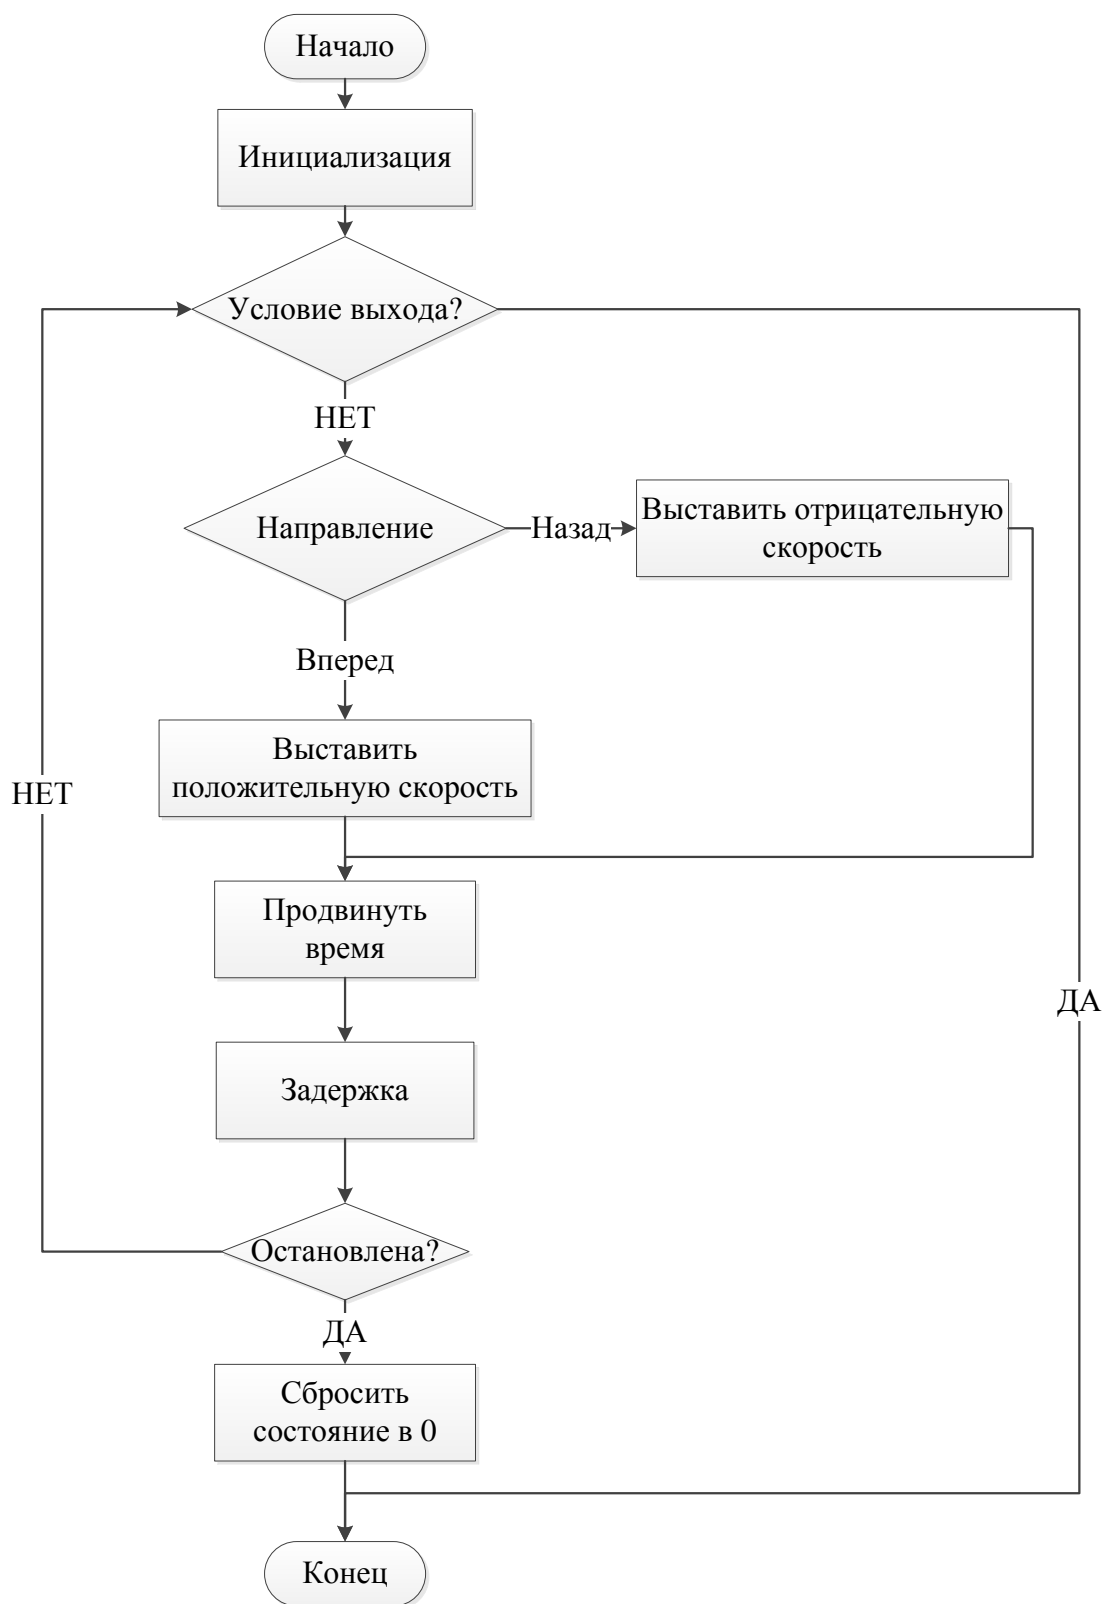 Начало
Инициализация
Условие выхода?
НЕТ
Направление
Назад
Выставить отрицательную
скорость
Вперед
Выставить
положительную скорость
НЕТ
Продвинуть
время
ДА
Задержка
Остановлена?
ДА
Сбросить
состояние в 0
Конец